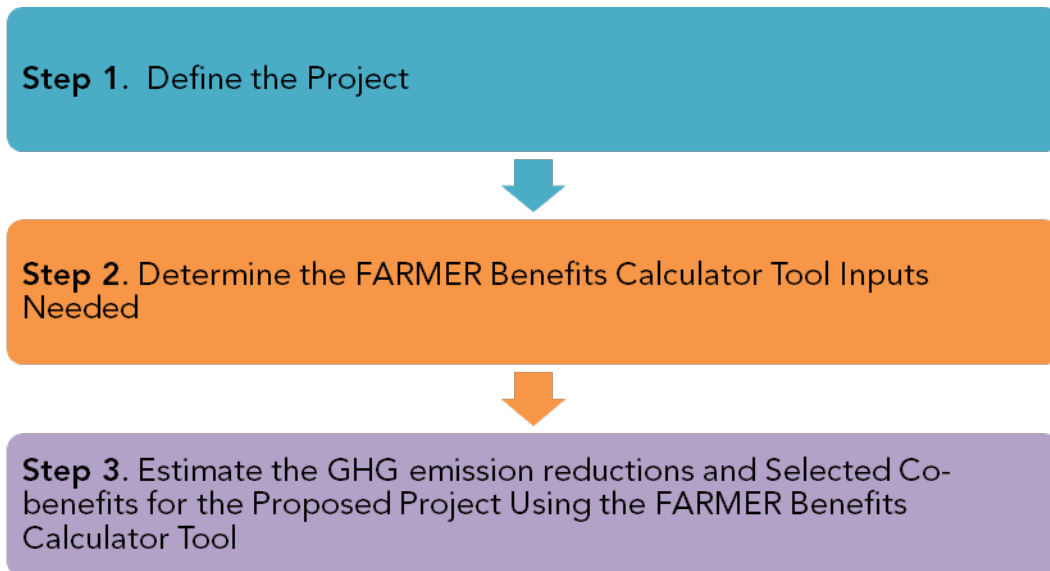 Step 1.  Define the Project
Step 2. Determine the FARMER Benefits Calculator Tool Inputs
Needed
Step 3. Estimate the GHG emission reductions and Selected Co-
benefits for the Proposed Project Using the FARMER Benefits
Calculator Tool